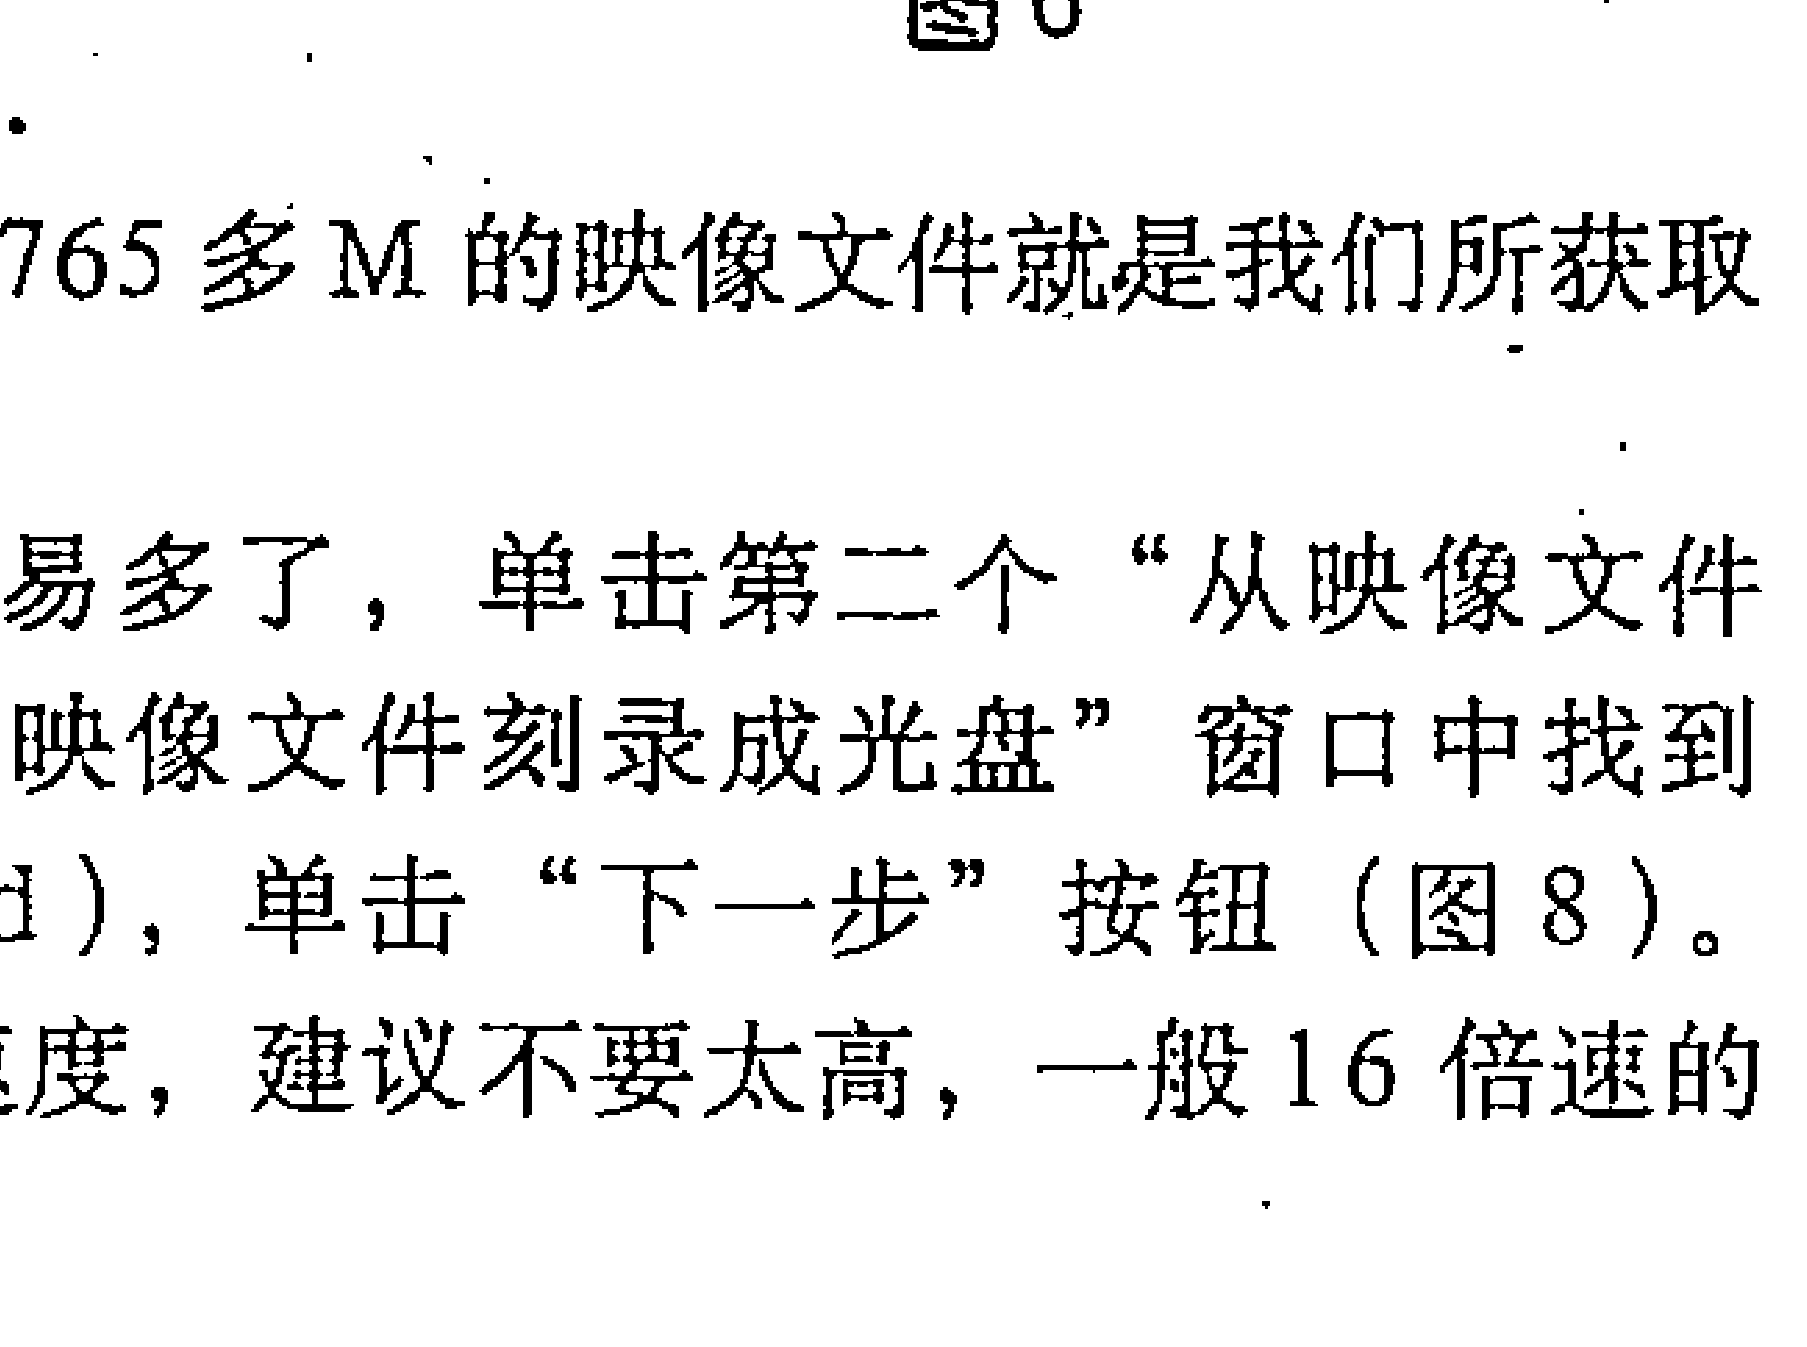 图 6
765 多 M 的映像文件就是我们所获取
易多了，单击第二个“从映像文件
映像文件刻录成光盘”窗口中找到
d），单击“下一步”按钮（图 8）。
速度，建议不要太高，一般 16 倍速的